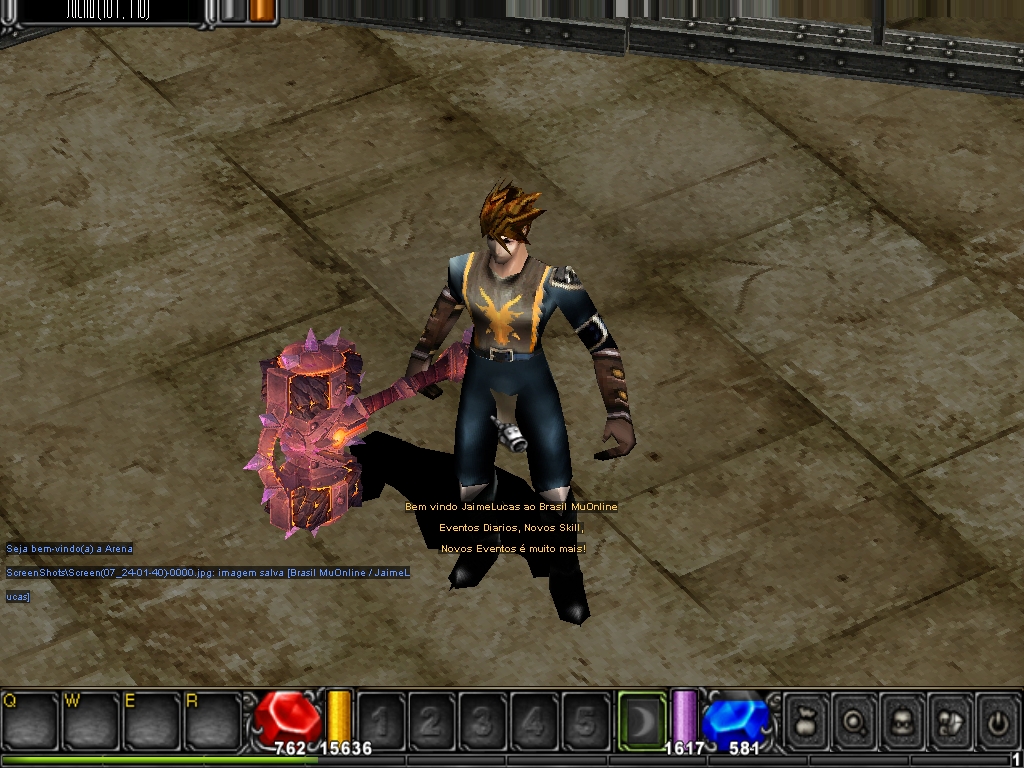 Bem vindo JaimeLucas ao Brasil MuOnline
Eventos Diarios, Novos Skill,
Novos Eventos é muito mais!
Seja bem-vindo(a) a Arena
ScreenShots\Screen(07_24-01-40)-0000.jpg: imagem salva [Brasil MuOnline / JaimeL
ucas]
Q W E R
1 2 3 4 5
762 15636 1617 581
1